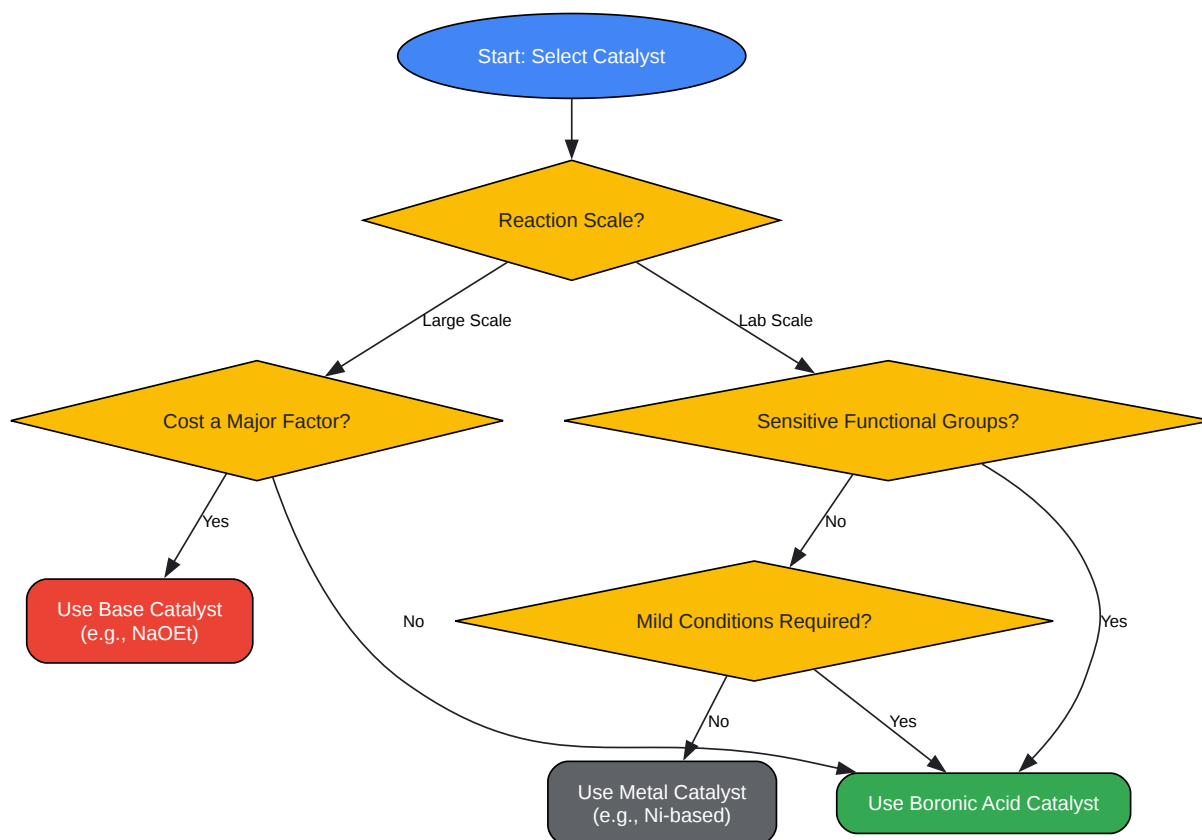 Start: Select Catalyst
Reaction Scale?
Large Scale
Lab Scale
Cost a Major Factor?
Sensitive Functional Groups?
Yes
No
Use Base Catalyst
(e.g., NaOEt)
No
Mild Conditions Required?
Yes
No
Yes
Use Metal Catalyst
(e.g., Ni-based)
Use Boronic Acid Catalyst